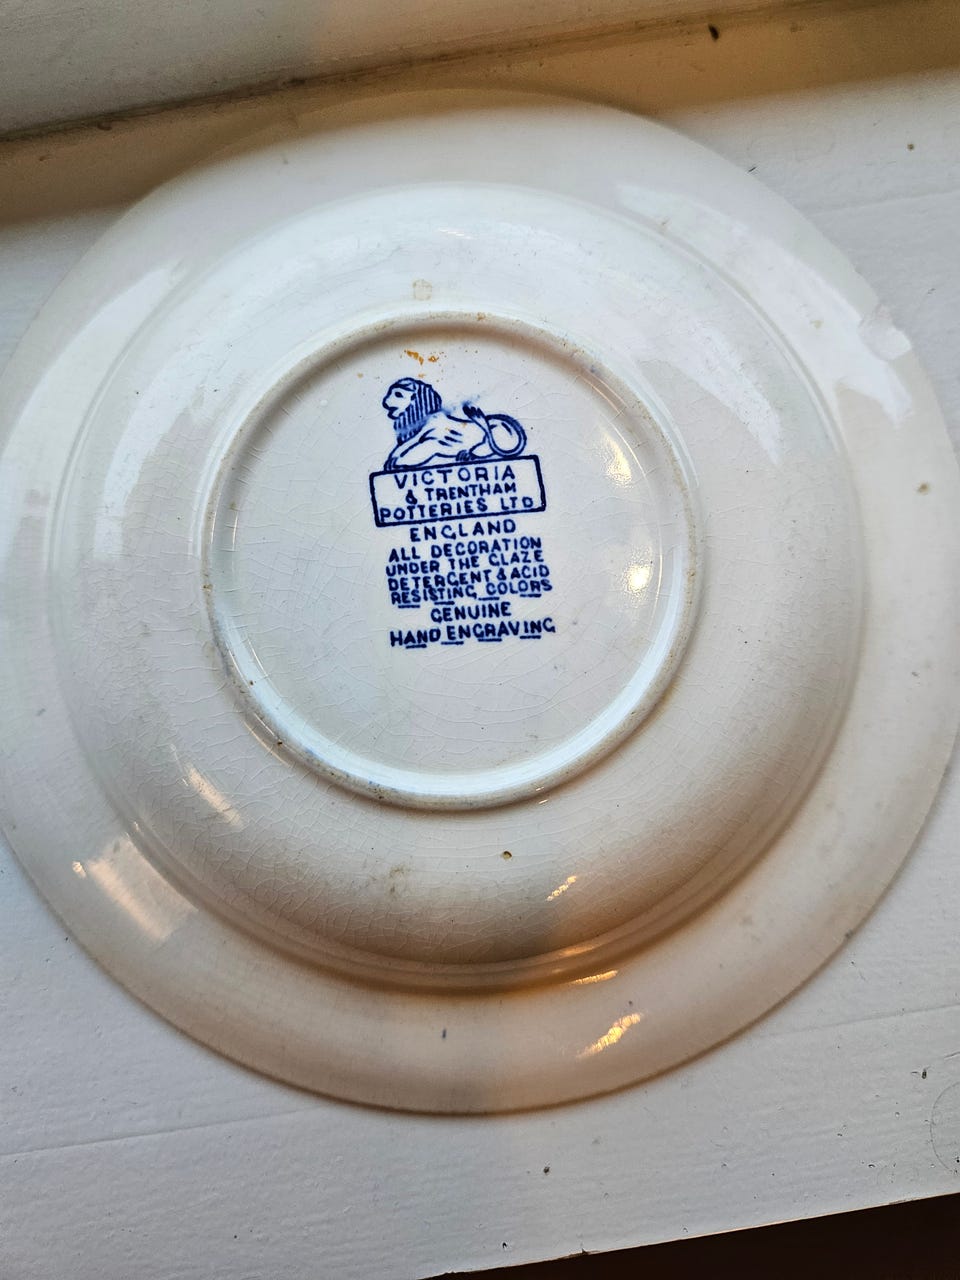 VICTORIA
& TRENTHAM
POTTERIES LTD
ENGLAND
ALL DECORATION
UNDER THE GLAZE
DETERGENT & ACID
RESISTING COLORS
GENUINE
HAND ENGRAVING